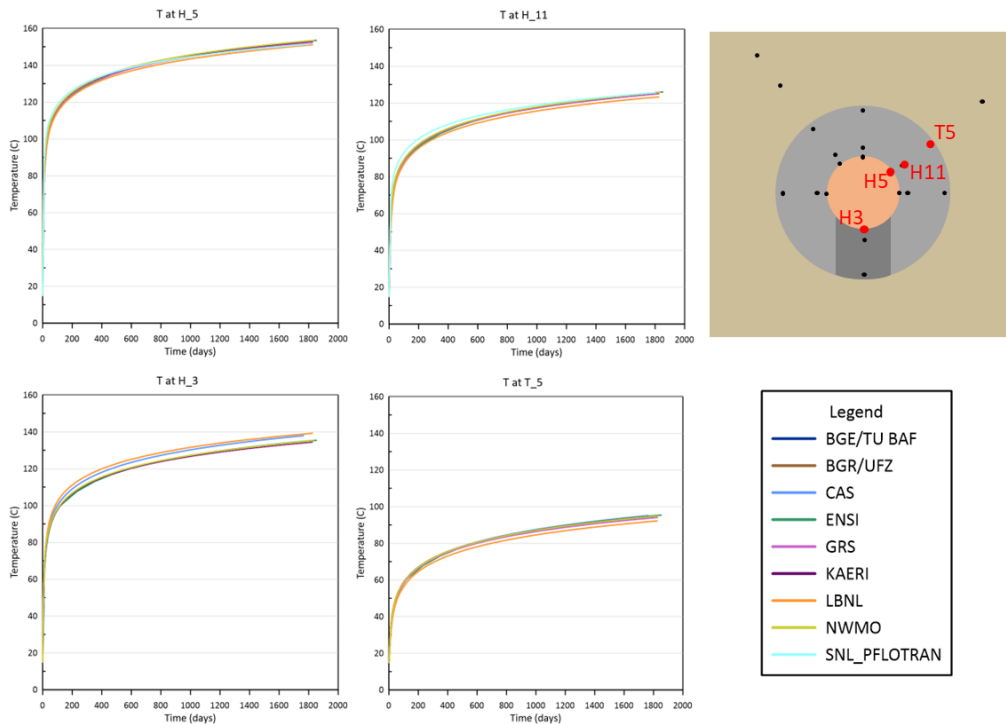 T at H_5
Temperature (C)
160
140
120
100
80
60
40
20
0
0 200 400 600 800 1000 1200 1400 1600 1800 2000
Time (days)
T at H_11
Temperature (C)
160
140
120
100
80
60
40
20
0
0 200 400 600 800 1000 1200 1400 1600 1800 2000
Time (days)
T5
H11
H5
H3
T at H_3
Temperature (C)
160
140
120
100
80
60
40
20
0
0 200 400 600 800 1000 1200 1400 1600 1800 2000
Time (days)
T at T_5
Temperature (C)
160
140
120
100
80
60
40
20
0
0 200 400 600 800 1000 1200 1400 1600 1800 2000
Time (days)
Legend
BGE/TU BAF
BGR/UFZ
CAS
ENSI
GRS
KAERI
LBNL
NWMO
SNL_PFLOTRAN